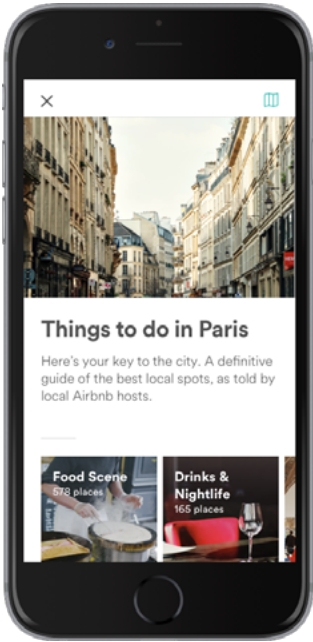 Things to do in Paris
Here's your key to the city. A definitive
guide of the best local spots, as told by
local Airbnb hosts.
Food Scene
578 places
Drinks &
Nightlife
165 places